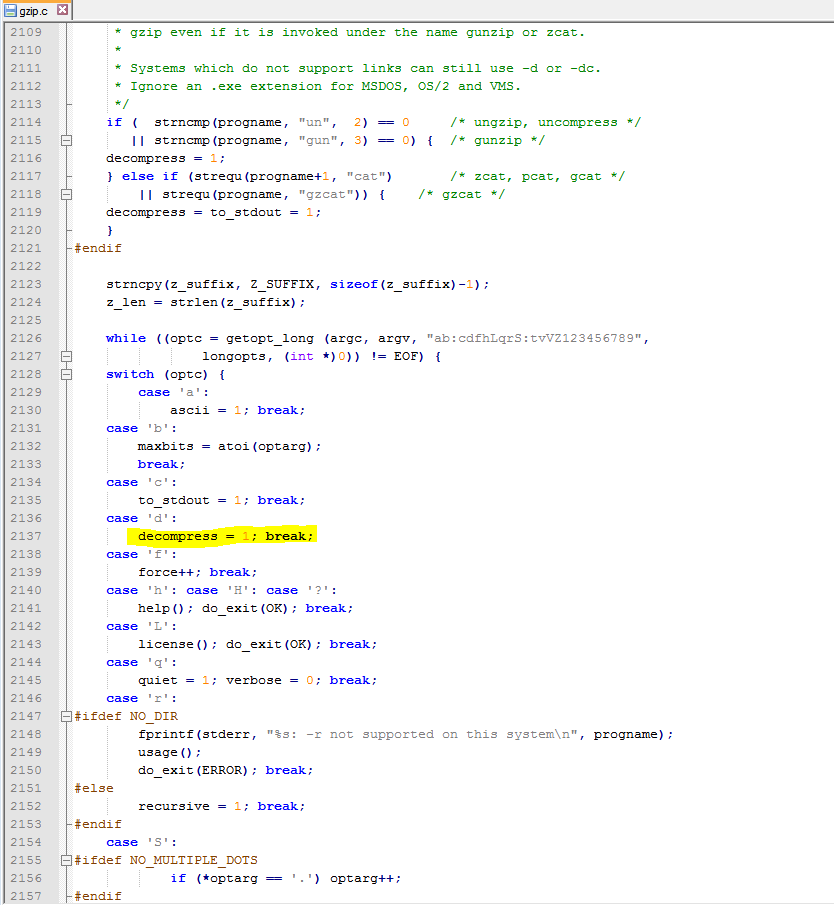 gzip.c
2109 * gzip even if it is invoked under the name gunzip or zcat.
2110 *
2111 * Systems which do not support links can still use -d or -dc.
2112 * Ignore an .exe extension for MSDOS, OS/2 and VMS.
2113 */
2114 if (  strncmp(progname, "un",  2) == 0     /* ungzip, uncompress */
2115 || strncmp(progname, "gun", 3) == 0) {  /* gunzip */
2116 decompress = 1;
2117 } else if (strequ(progname+1, "cat")       /* zcat, pcat, gcat */
2118 || strequ(progname, "gzcat")) {    /* gzcat */
2119 decompress = to_stdout = 1;
2120 }
2121 #endif
2122
2123 strncpy(z_suffix, Z_SUFFIX, sizeof(z_suffix)-1);
2124 z_len = strlen(z_suffix);
2125
2126 while ((optc = getopt_long (argc, argv, "ab:cdfhLqrS:tvVZ123456789",
2127 longopts, (int *)0)) != EOF) {
2128 switch (optc) {
2129 case 'a':
2130 ascii = 1; break;
2131 case 'b':
2132 maxbits = atoi(optarg);
2133 break;
2134 case 'c':
2135 to_stdout = 1; break;
2136 case 'd':
2137 decompress = 1; break;
2138 case 'f':
2139 force++; break;
2140 case 'h': case 'H': case '?':
2141 help(); do_exit(OK); break;
2142 case 'L':
2143 license(); do_exit(OK); break;
2144 case 'q':
2145 quiet = 1; verbose = 0; break;
2146 case 'r':
2147 #ifdef NO_DIR
2148 fprintf(stderr, "%s: -r not supported on this system\n", progname);
2149 usage();
2150 do_exit(ERROR); break;
2151 #else
2152 recursive = 1; break;
2153 #endif
2154 case 'S':
2155 #ifdef NO_MULTIPLE_DOTS
2156 if (*optarg == '.') optarg++;
2157 #endif